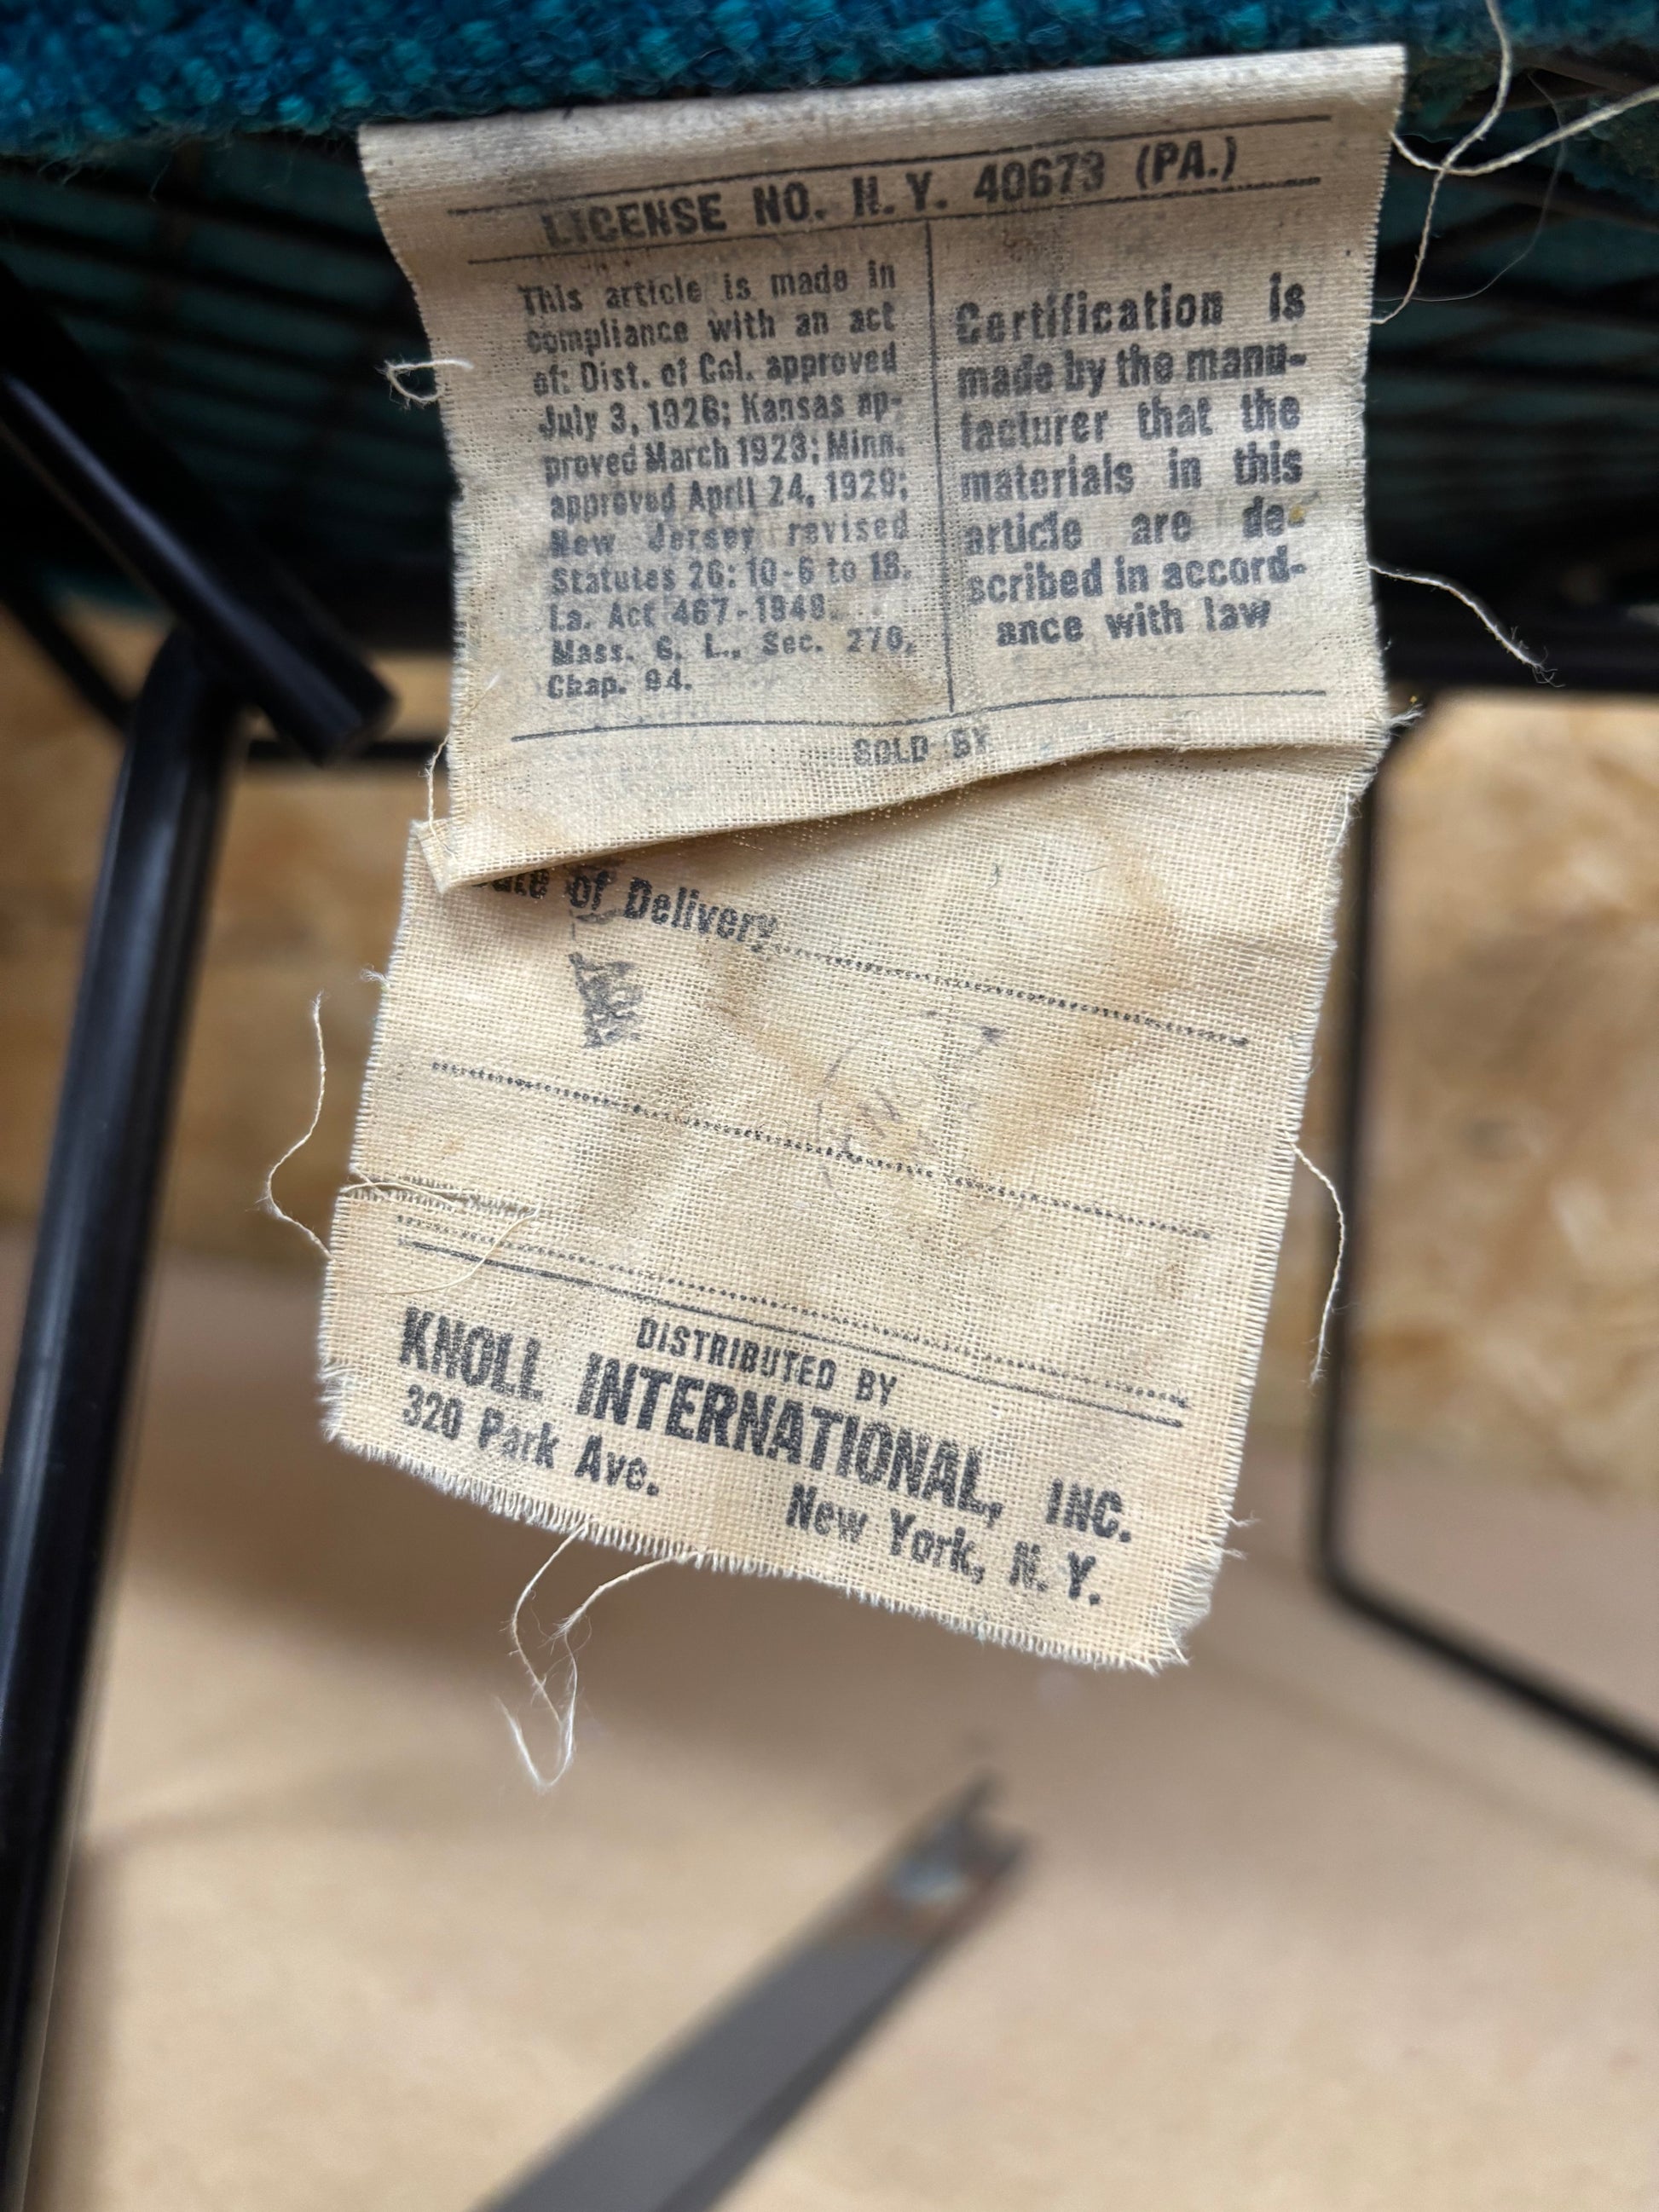 LICENSE NO. N. Y. 40673 (PA.)
This article is made in
compliance with an act
of: Dist. of Col. approved
July 3, 1926; Kansas ap-
proved March 1923; Minn.
approved April 24, 1929;
New Jersey revised
Statutes 26: 10-6 to 18.
La. Act 467-1948.
Mass. G. L., Sec. 270,
Chap. 94.
Certification is
made by the manu-
facturer that the
materials in this
article are de-
scribed in accord-
ance with law
SOLD BY
of Delivery
DISTRIBUTED BY
KNOLL INTERNATIONAL, INC.
320 Park Ave. New York, N. Y.